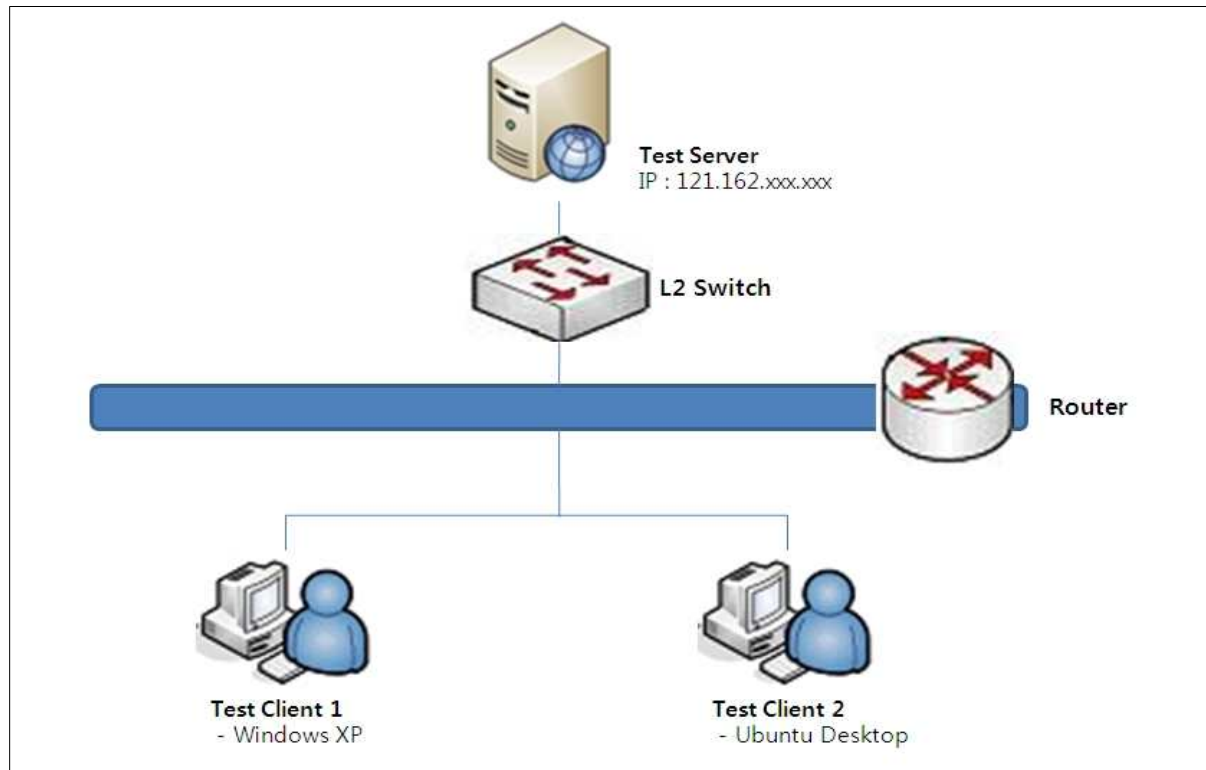 Test Server
IP : 121.162.xxx.xxx
L2 Switch
Router
Test Client 1
- Windows XP
Test Client 2
- Ubuntu Desktop